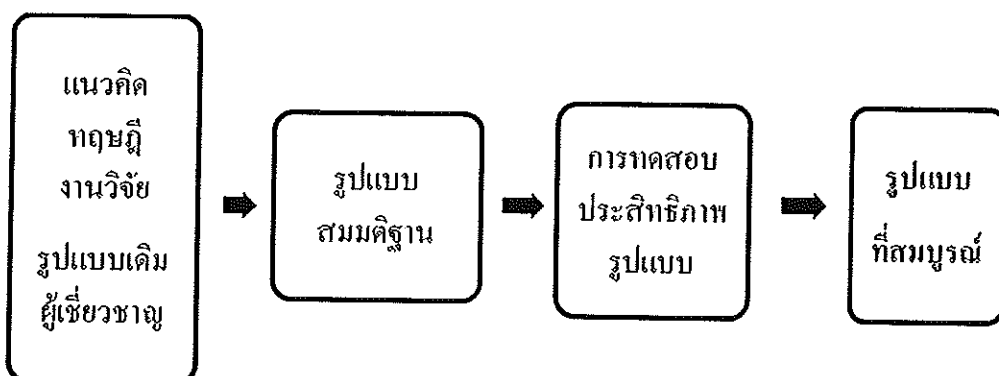 แนวคิด
ทฤษฎี
งานวิจัย
รูปแบบเดิม
ผู้เชี่ยวชาญ
รูปแบบ
สมมติฐาน
การทดสอบ
ประสิทธิภาพ
รูปแบบ
รูปแบบ
ที่สมบูรณ์